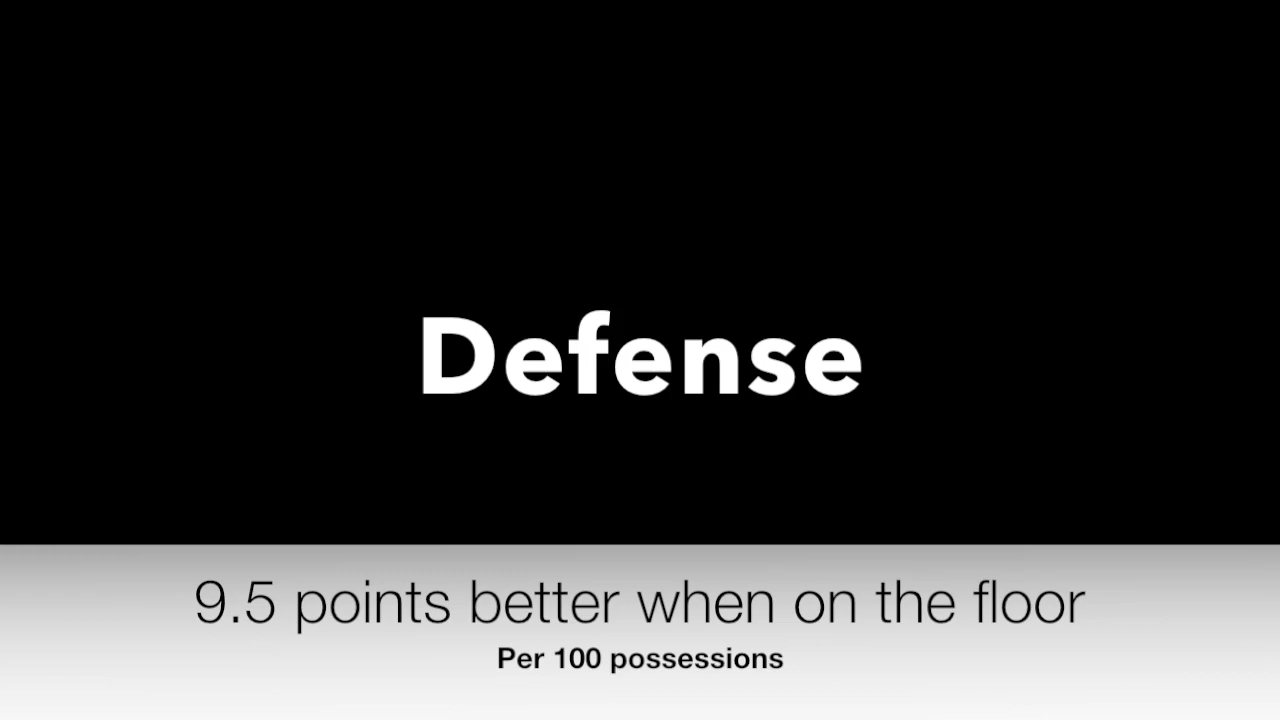 Defense
9.5 points better when on the floor
Per 100 possessions